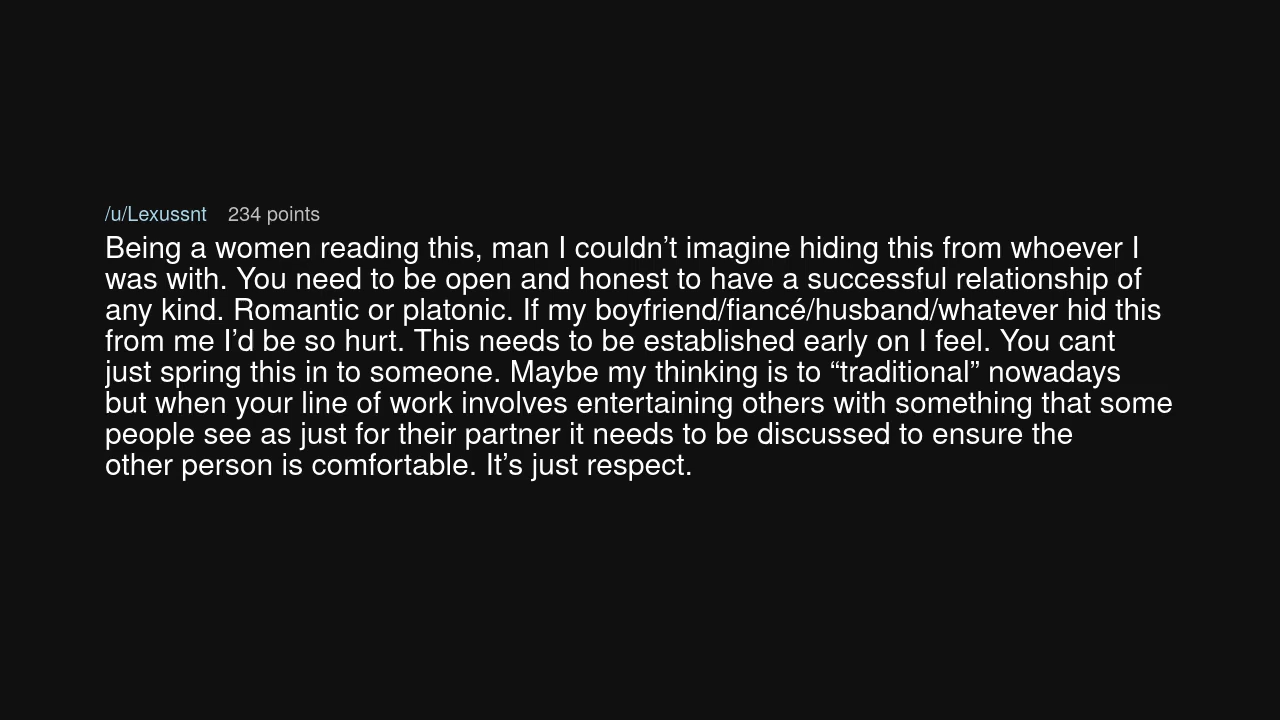 /u/Lexussnt 234 points
Being a women reading this, man I couldn’t imagine hiding this from whoever I
was with. You need to be open and honest to have a successful relationship of
any kind. Romantic or platonic. If my boyfriend/fiancé/husband/whatever hid this
from me I’d be so hurt. This needs to be established early on I feel. You cant
just spring this in to someone. Maybe my thinking is to “traditional” nowadays
but when your line of work involves entertaining others with something that some
people see as just for their partner it needs to be discussed to ensure the
other person is comfortable. It’s just respect.